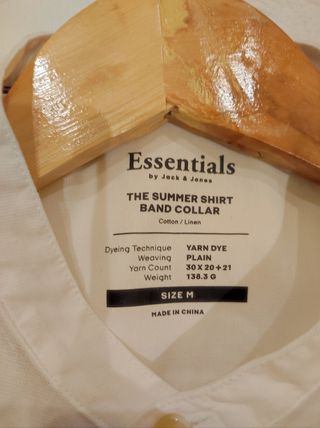 Essentials
by Jack & Jones
THE SUMMER SHIRT
BAND COLLAR
Cotton / Linen
Dyeing Technique YARN DYE
Weaving PLAIN
Yarn Count 30 X 20 + 21
Weight 138.3 G
SIZE M
MADE IN CHINA